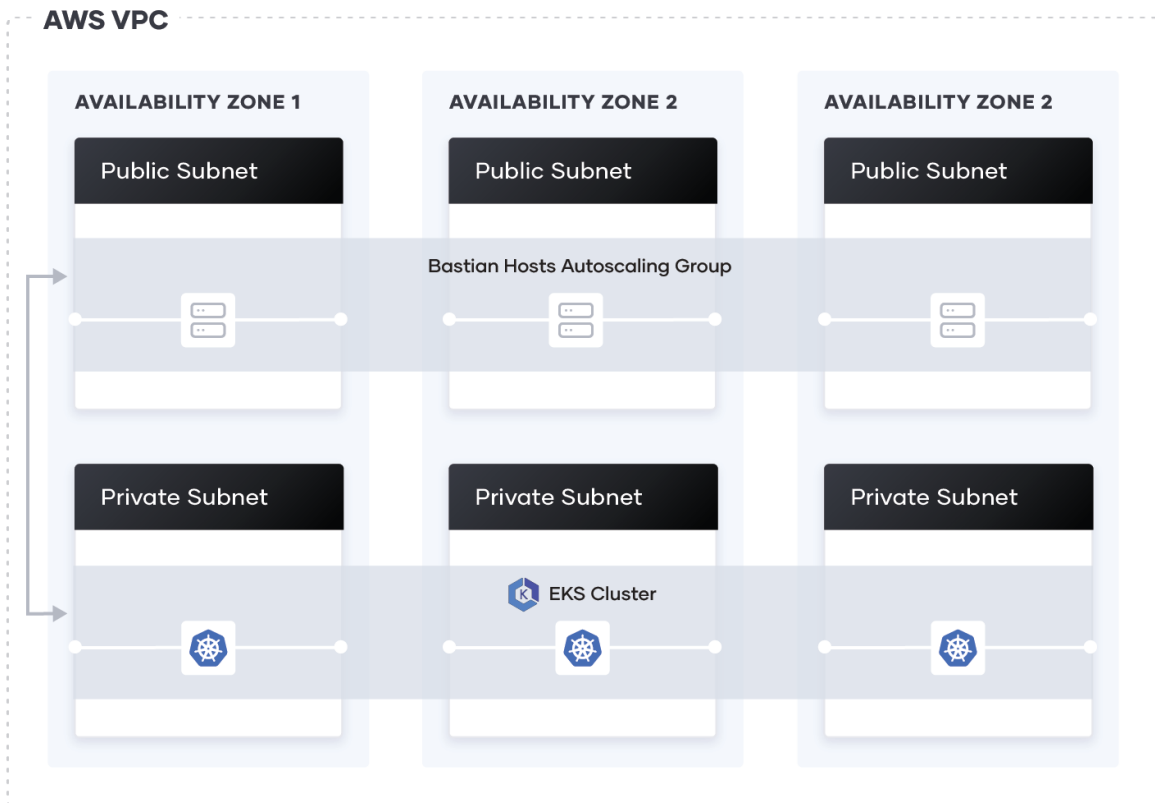 AWS VPC
AVAILABILITY ZONE 1
AVAILABILITY ZONE 2
AVAILABILITY ZONE 2
Public Subnet
Public Subnet
Public Subnet
Bastian Hosts Autoscaling Group
Private Subnet
Private Subnet
Private Subnet
K
EKS Cluster